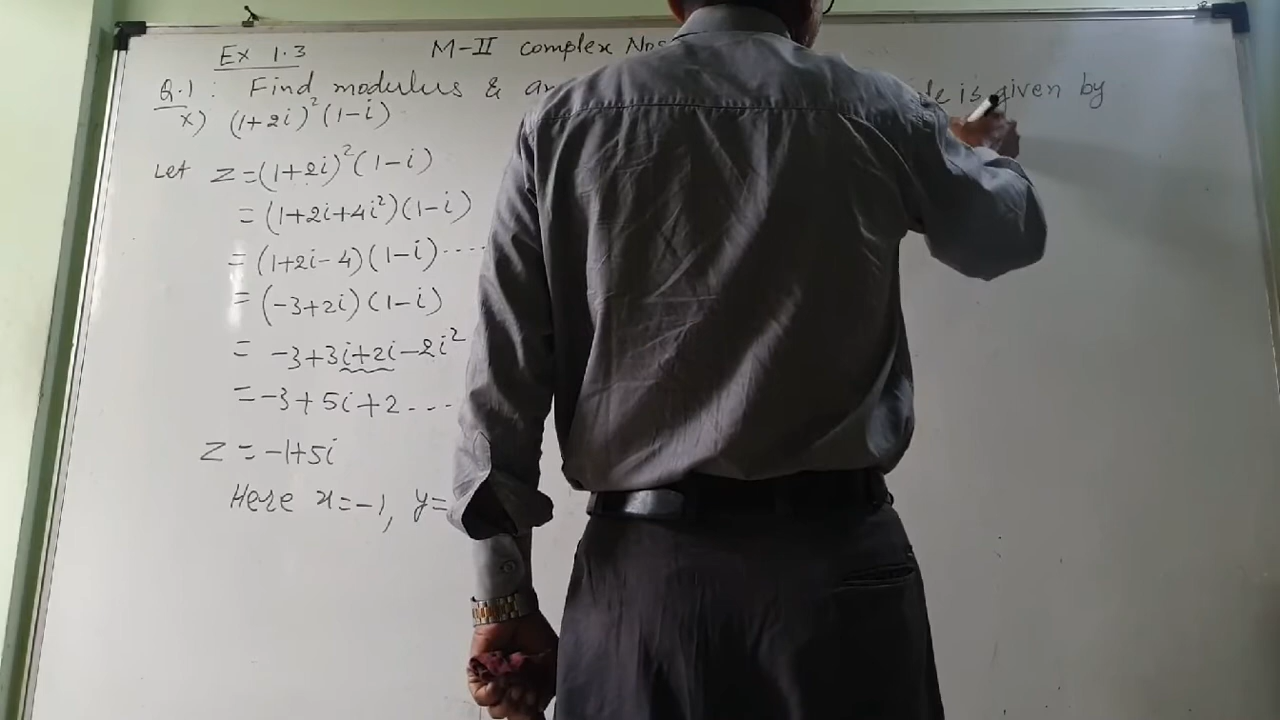 Ex 1.3 M-II complex
Q.1: Find modulus & is given by
x) (1+2i)²(1-i)
Let z=(1+2i)²(1-i)
=(1+2i+4i²)(1-i)
=(1+2i-4)(1-i)....
=(-3+2i)(1-i)
= -3+3i+2i-2i²
=-3+5i+2...
z=-1+5i
Here x=-1, y=